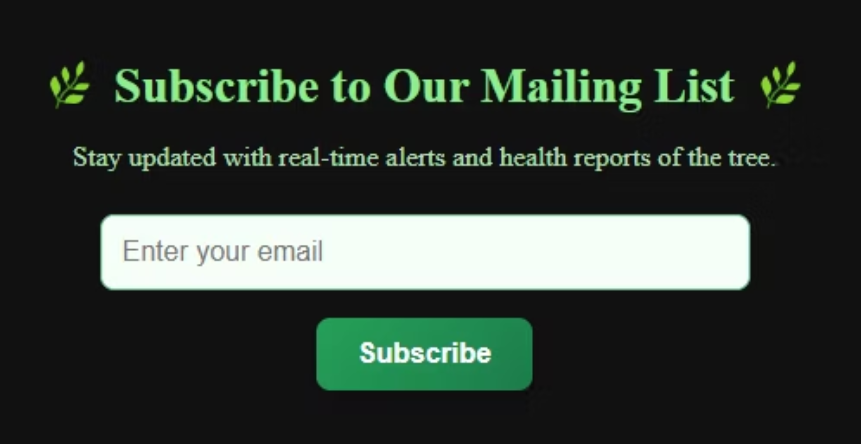 Subscribe to Our Mailing List
Stay updated with real-time alerts and health reports of the tree.
Enter your email
Subscribe